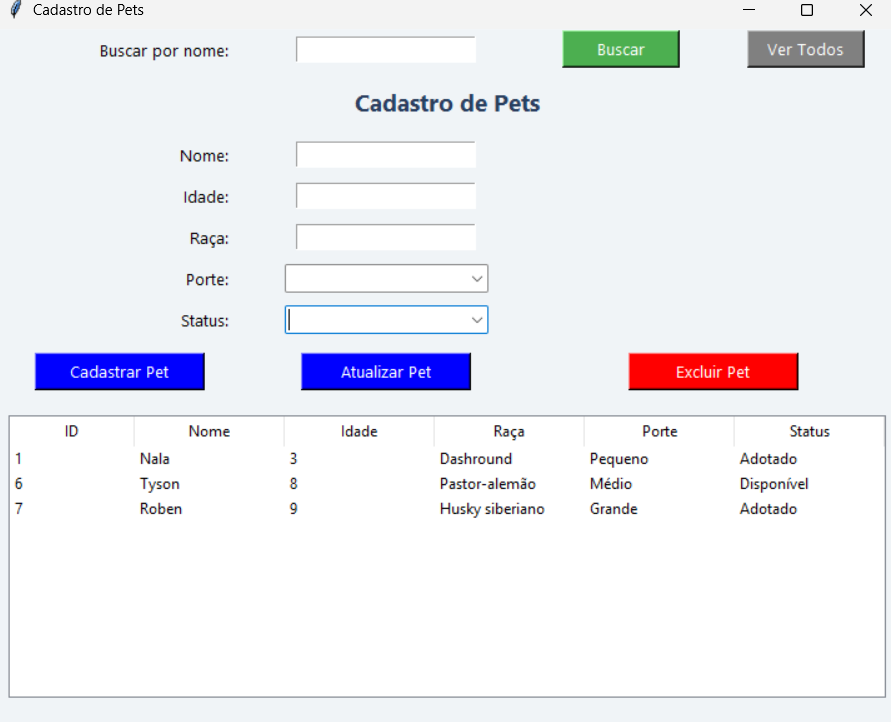 Cadastro de Pets
Buscar por nome: Buscar Ver Todos
Cadastro de Pets
Nome:
Idade:
Raça:
Porte:
Status:
Cadastrar Pet Atualizar Pet Excluir Pet
ID Nome Idade Raça Porte Status
1 Nala 3 Dashround Pequeno Adotado
6 Tyson 8 Pastor-alemão Médio Disponível
7 Roben 9 Husky siberiano Grande Adotado